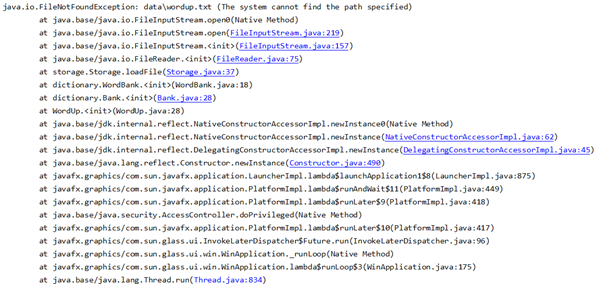 java.io.FileNotFoundException: data\wordup.txt (The system cannot find the path specified)
at java.base/java.io.FileInputStream.open0(Native Method)
at java.base/java.io.FileInputStream.open(FileInputStream.java:219)
at java.base/java.io.FileInputStream.<init>(FileInputStream.java:157)
at java.base/java.io.FileReader.<init>(FileReader.java:75)
at storage.Storage.loadFile(Storage.java:37)
at dictionary.WordBank.<init>(WordBank.java:18)
at dictionary.Bank.<init>(Bank.java:28)
at WordUp.<init>(WordUp.java:28)
at java.base/jdk.internal.reflect.NativeConstructorAccessorImpl.newInstance0(Native Method)
at java.base/jdk.internal.reflect.NativeConstructorAccessorImpl.newInstance(NativeConstructorAccessorImpl.java:62)
at java.base/jdk.internal.reflect.DelegatingConstructorAccessorImpl.newInstance(DelegatingConstructorAccessorImpl.java:45)
at java.base/java.lang.reflect.Constructor.newInstance(Constructor.java:490)
at javafx.graphics/com.sun.javafx.application.LauncherImpl.lambda$launchApplication1$8(LauncherImpl.java:875)
at javafx.graphics/com.sun.javafx.application.PlatformImpl.lambda$runAndWait$11(PlatformImpl.java:449)
at javafx.graphics/com.sun.javafx.application.PlatformImpl.lambda$runLater$9(PlatformImpl.java:418)
at java.base/java.security.AccessController.doPrivileged(Native Method)
at javafx.graphics/com.sun.javafx.application.PlatformImpl.lambda$runLater$10(PlatformImpl.java:417)
at javafx.graphics/com.sun.glass.ui.InvokeLaterDispatcher$Future.run(InvokeLaterDispatcher.java:96)
at javafx.graphics/com.sun.glass.ui.win.WinApplication._runLoop(Native Method)
at javafx.graphics/com.sun.glass.ui.win.WinApplication.lambda$runLoop$3(WinApplication.java:175)
at java.base/java.lang.Thread.run(Thread.java:834)